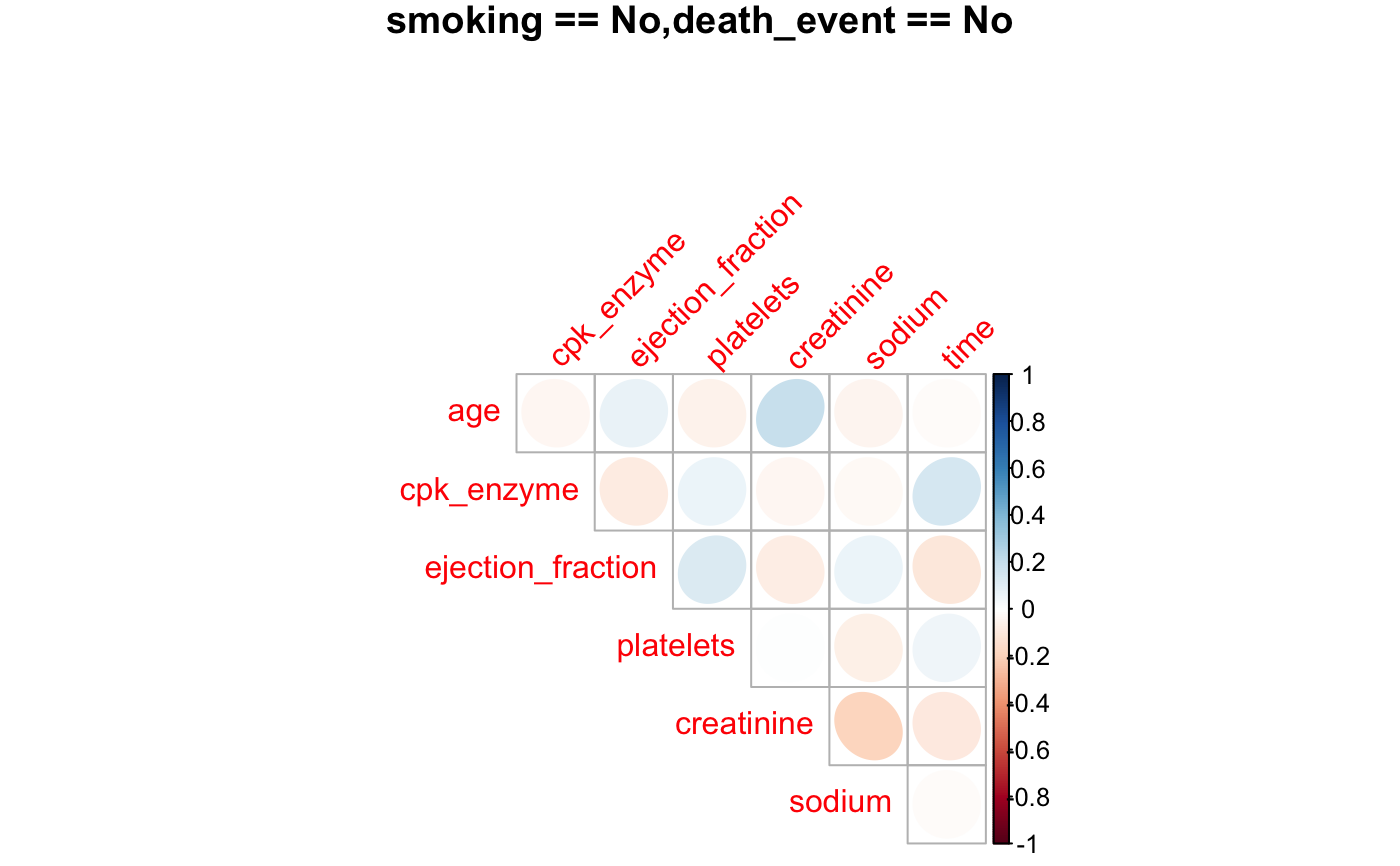 smoking == No,death_event == No
cpk_enzyme
ejection_fraction
platelets
creatinine
sodium
time
age
cpk_enzyme
ejection_fraction
platelets
creatinine
sodium
1
0.8
0.6
0.4
0.2
0
-0.2
-0.4
-0.6
-0.8
-1